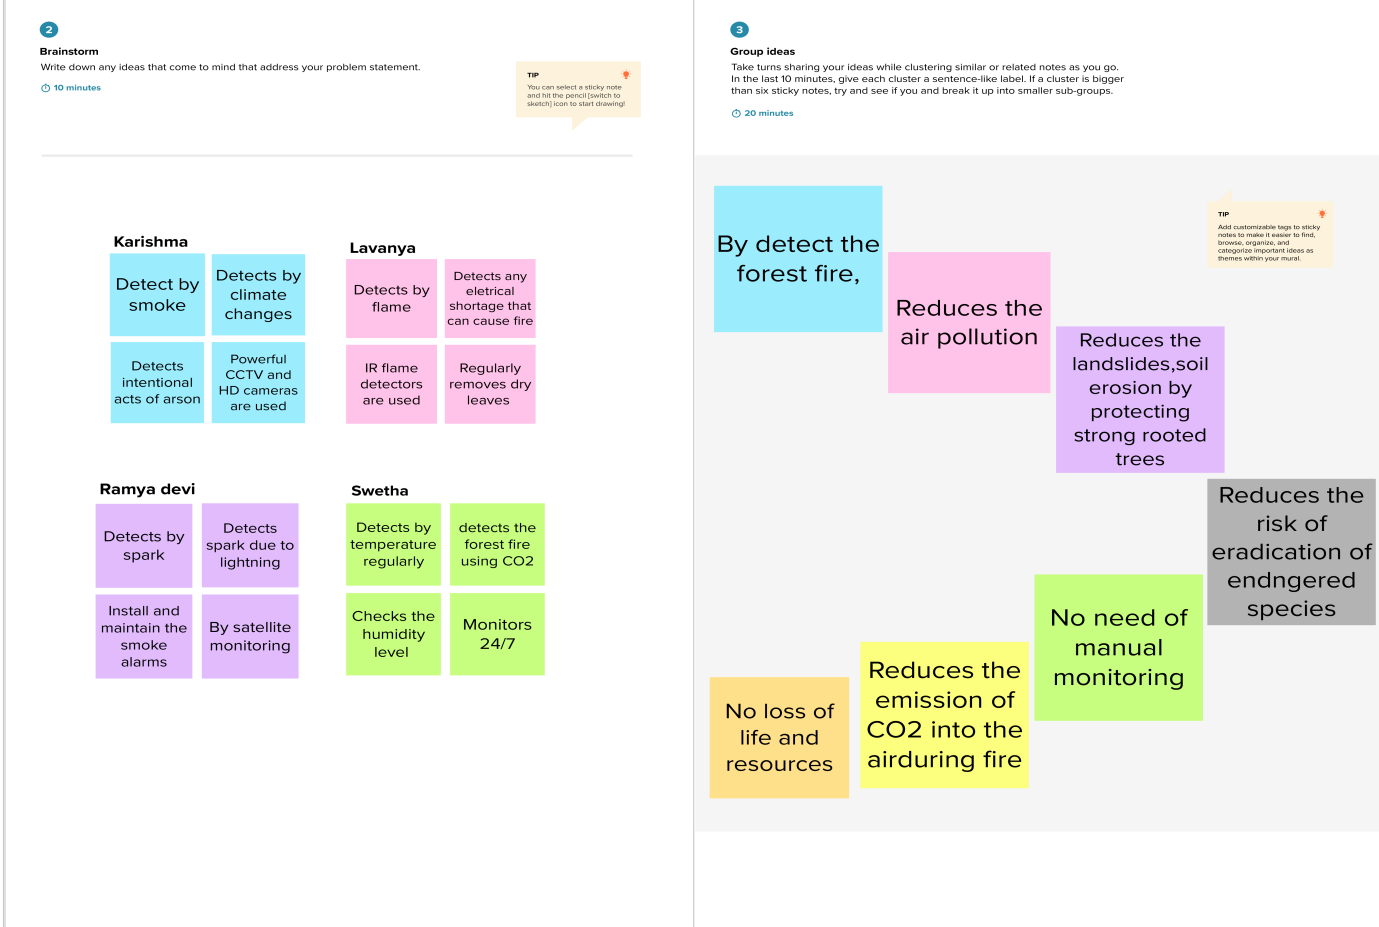 2
Brainstorm
Write down any ideas that come to mind that address your problem statement.
10 minutes
TIP
You can select a sticky note
and hit the pencil [switch to
sketch] icon to start drawing!
Karishma
Detect by
smoke
Detects by
climate
changes
Detects
intentional
acts of arson
Powerful
CCTV and
HD cameras
are used
Lavanya
Detects by
flame
Detects any
eletrical
shortage that
can cause fire
IR flame
detectors
are used
Regularly
removes dry
leaves
Ramya devi
Detects by
spark
Detects
spark due to
lightning
Install and
maintain the
smoke
alarms
By satellite
monitoring
Swetha
Detects by
temperature
regularly
detects the
forest fire
using CO2
Checks the
humidity
level
Monitors
24/7
3
Group ideas
Take turns sharing your ideas while clustering similar or related notes as you go.
In the last 10 minutes, give each cluster a sentence-like label. If a cluster is bigger
than six sticky notes, try and see if you and break it up into smaller sub-groups.
20 minutes
TIP
Add customizable tags to sticky
notes to make it easier to find,
browse, organize, and
categorize important ideas as
themes within your mural.
By detect the
forest fire,
Reduces the
air pollution
Reduces the
landslides,soil
erosion by
protecting
strong rooted
trees
Reduces the
risk of
eradication of
endngered
species
No need of
manual
monitoring
Reduces the
emission of
CO2 into the
airduring fire
No loss of
life and
resources